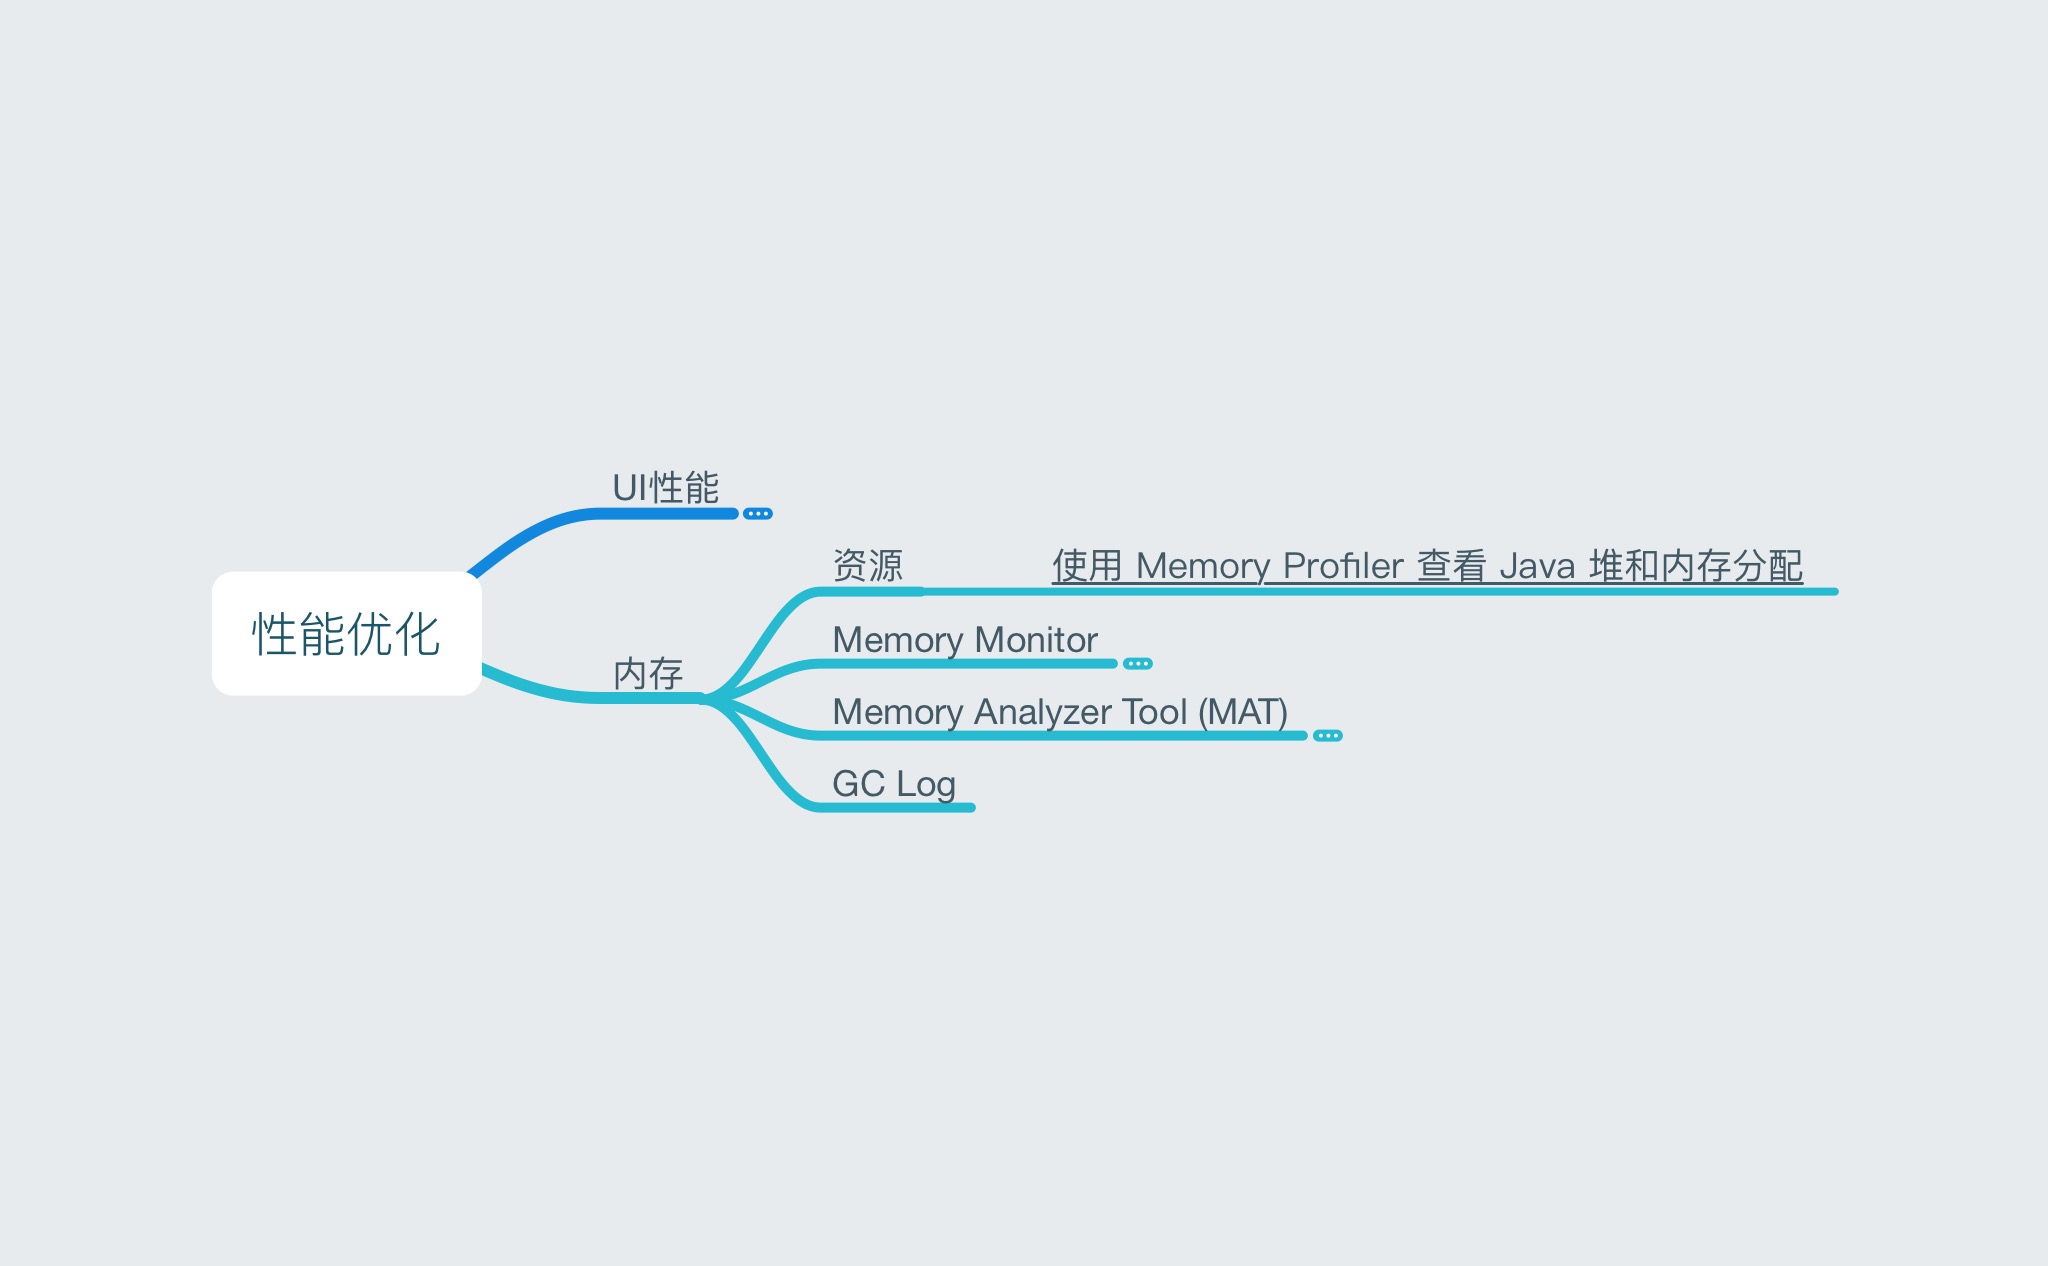 性能优化
UI性能
内存
资源
使用 Memory Profiler 查看 Java 堆和内存分配
Memory Monitor
Memory Analyzer Tool (MAT)
GC Log